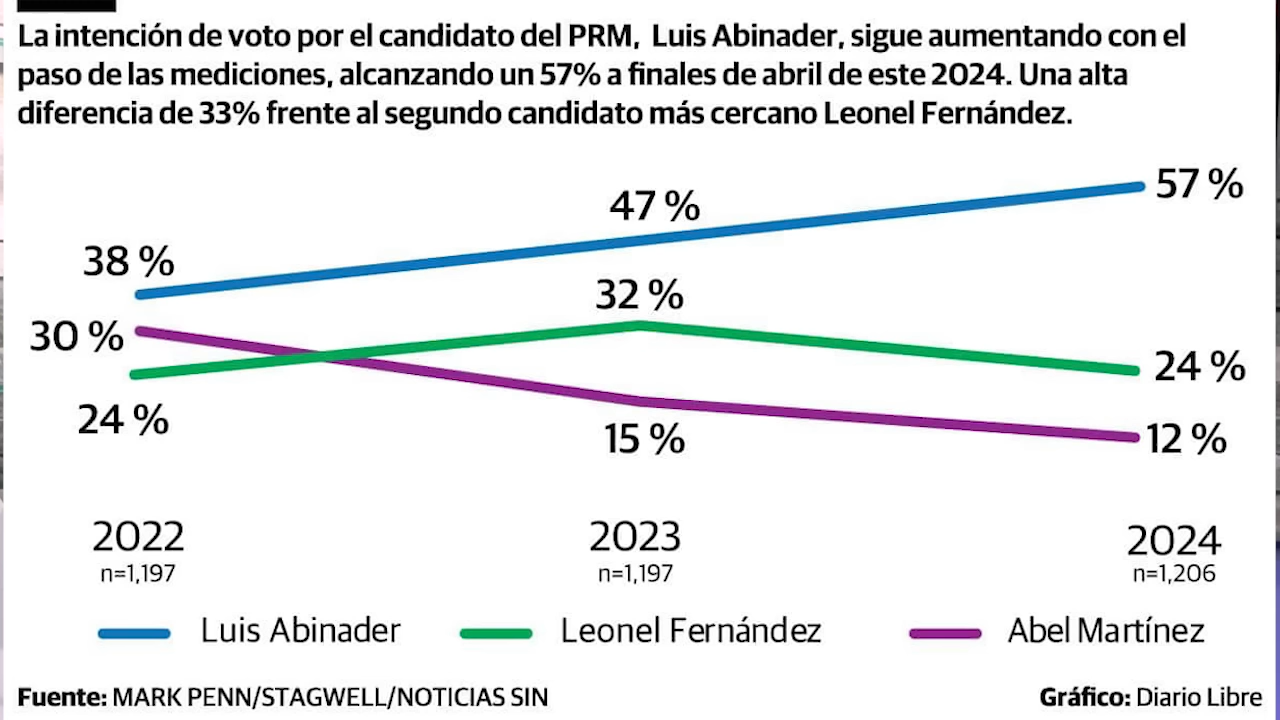 La intención de voto por el candidato del PRM, Luis Abinader, sigue aumentando con el
paso de las mediciones, alcanzando un 57% a finales de abril de este 2024. Una alta
diferencia de 33% frente al segundo candidato más cercano Leonel Fernández.
57 %
47 %
38 %
32 %
30 %
24 %
24 %
15 %
12 %
2022 2023 2024
n=1,197 n=1,197 n=1,206
Luis Abinader Leonel Fernández Abel Martínez
Fuente: MARK PENN/STAGWELL/NOTICIAS SIN Gráfico: Diario Libre